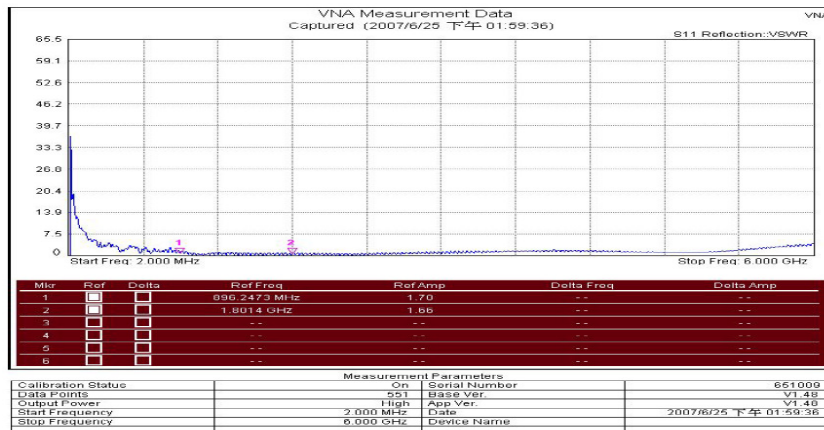 VNA Measurement Data
VNA
Captured (2007/6/25 下午 01:59:36)
S11 Reflection::VSWR
65.5
59.1
52.6
46.2
39.7
33.3
26.8
20.4
13.9
7.5
0
1
2
Start Freq: 2.000 MHz Stop Freq: 6.000 GHz
Mkr Ref Delta Ref Freq Ref Amp Delta Freq Delta Amp
1 896.2473 MHz 1.70 -- --
2 1.8014 GHz 1.66 -- --
3 -- -- -- --
4 -- -- -- --
5 -- -- -- --
6 -- -- -- --
Measurement Parameters
Calibration Status On Serial Number 651009
Data Points 551 Base Ver. V1.48
Output Power High App Ver. V1.48
Start Frequency 2.000 MHz Date 2007/6/25 下午 01:59:36
Stop Frequency 6.000 GHz Device Name